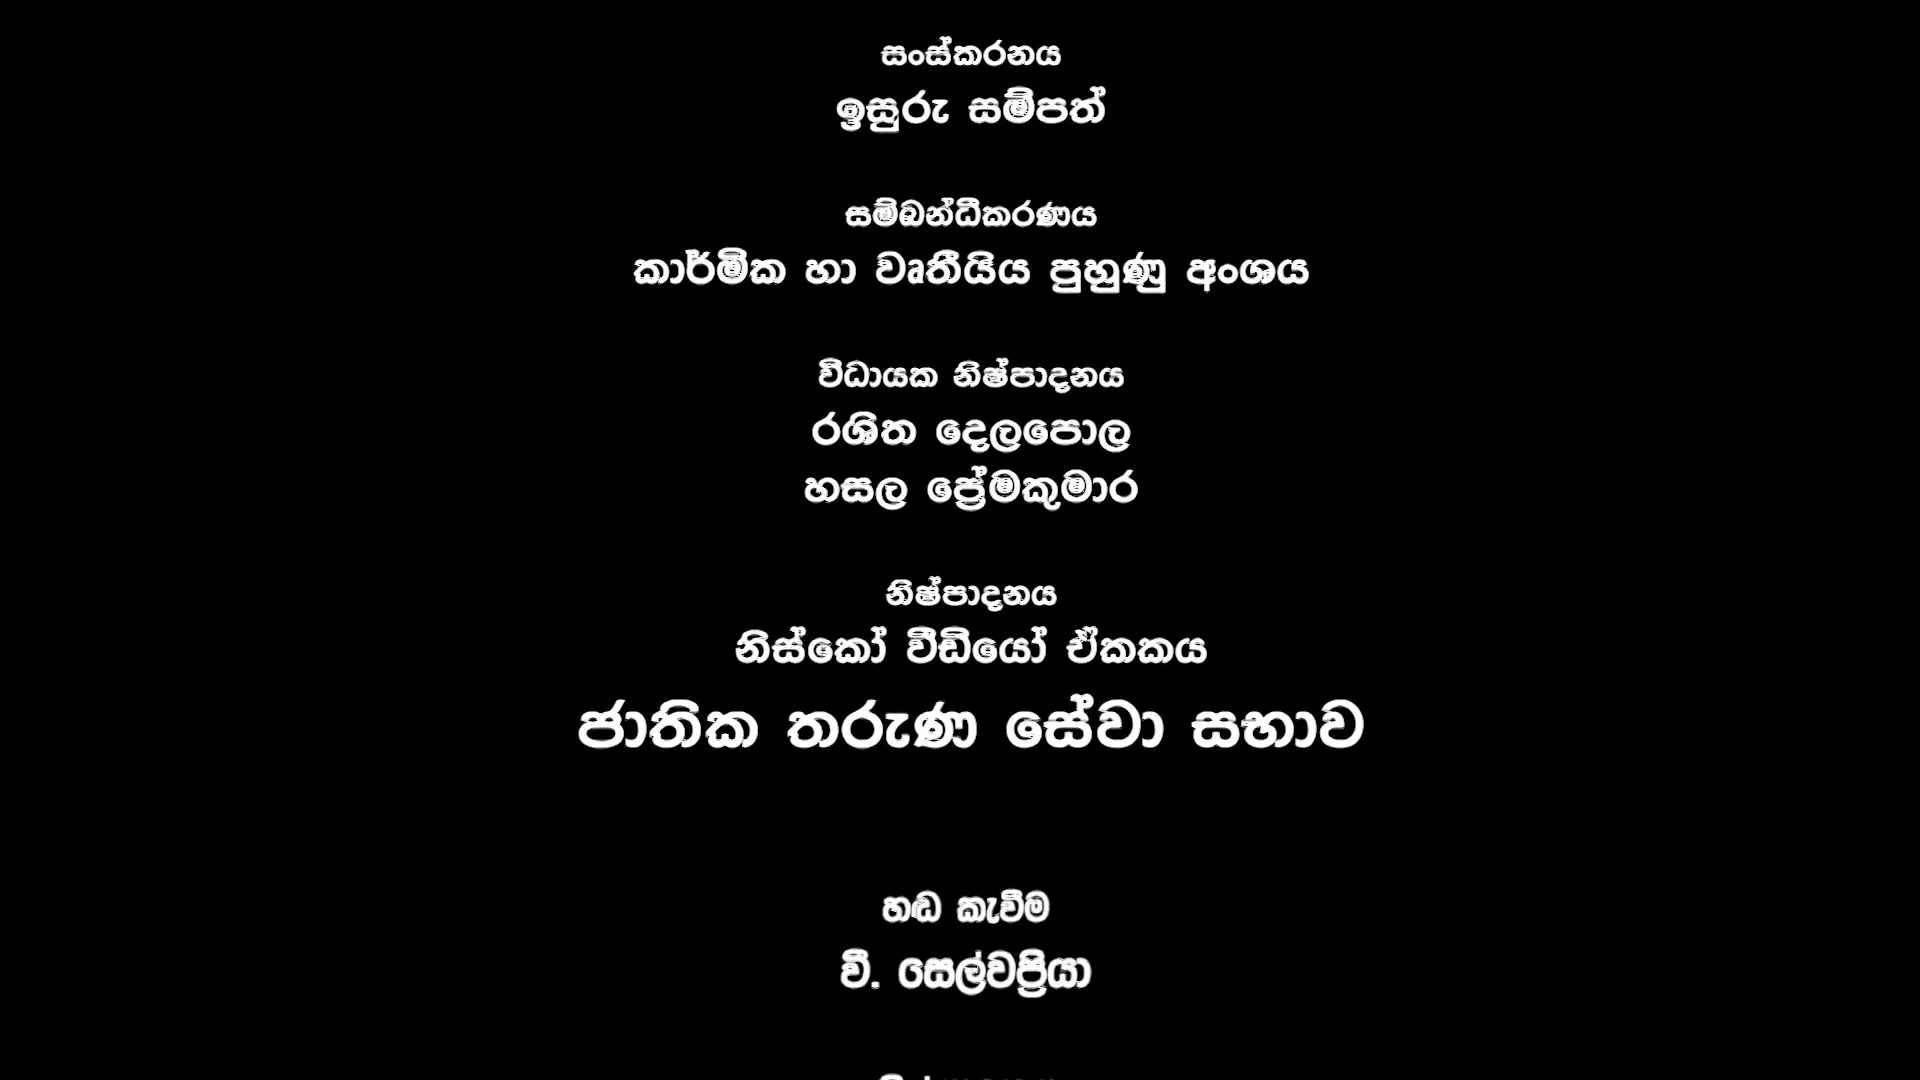 සංස්කරනය
ඉසුරු සම්පත්
සම්බන්ධීකරණය
කාර්මික හා වෘතීයිය පුහුණු අංශය
විධායක නිෂ්පාදනය
රශිත දෙලපොල
හසල ප්‍රේමකුමාර
නිෂ්පාදනය
නිස්කෝ වීඩියෝ ඒකකය
ජාතික තරුණ සේවා සභාව
හඬ කැවීම
වී. සෙල්වප්‍රියා